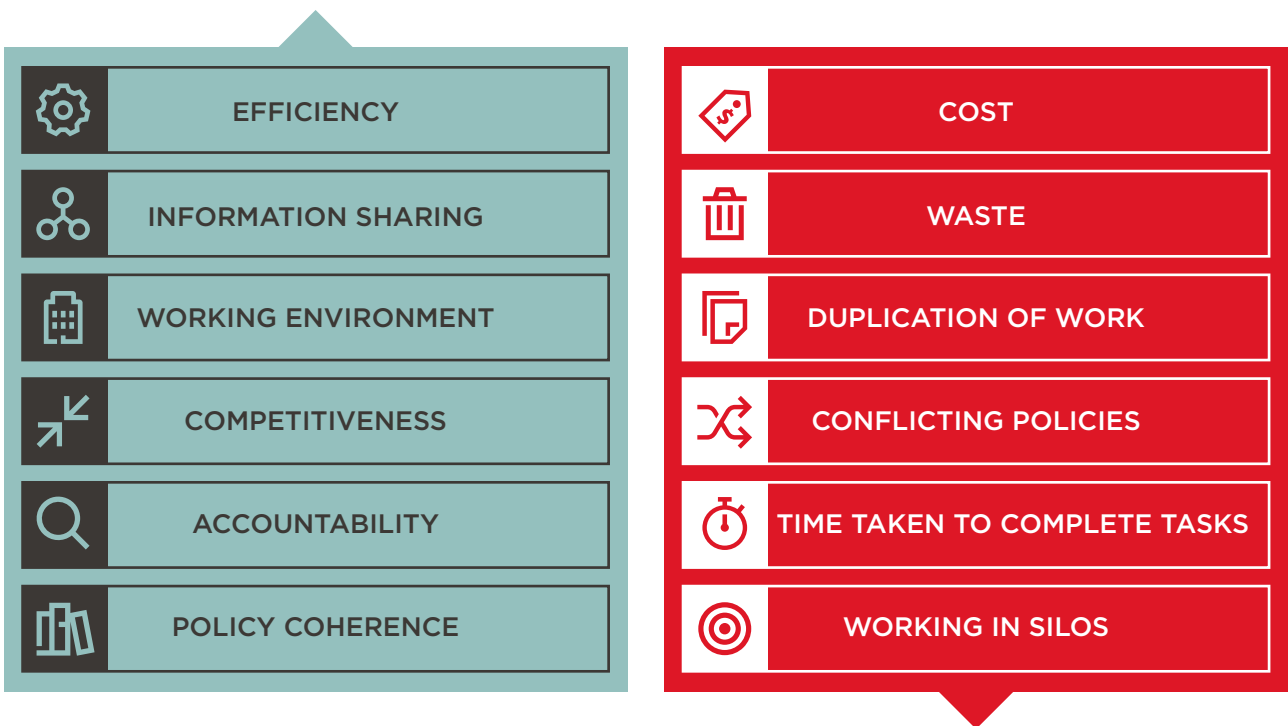 EFFICIENCY
INFORMATION SHARING
WORKING ENVIRONMENT
COMPETITIVENESS
ACCOUNTABILITY
POLICY COHERENCE
$
COST
WASTE
DUPLICATION OF WORK
CONFLICTING POLICIES
TIME TAKEN TO COMPLETE TASKS
WORKING IN SILOS